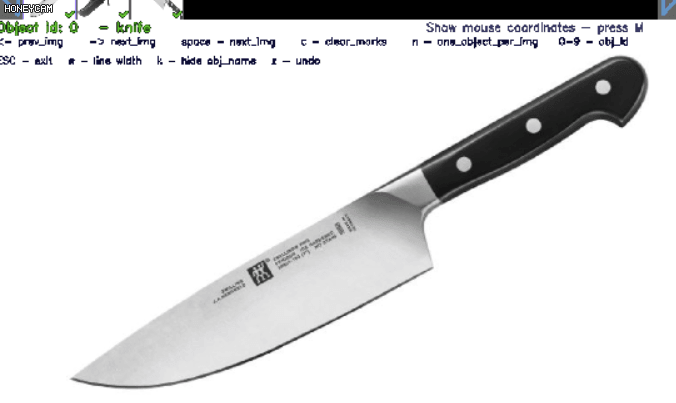 HONEYCAM
Object id: 0 - knife
Show mouse coordinates - press M
<- prev_img -> next_img space - next_img c - clear_marks n - one_object_per_img 0-9 - obj_id
ESC - exit w - line width k - hide obj_name z - undo